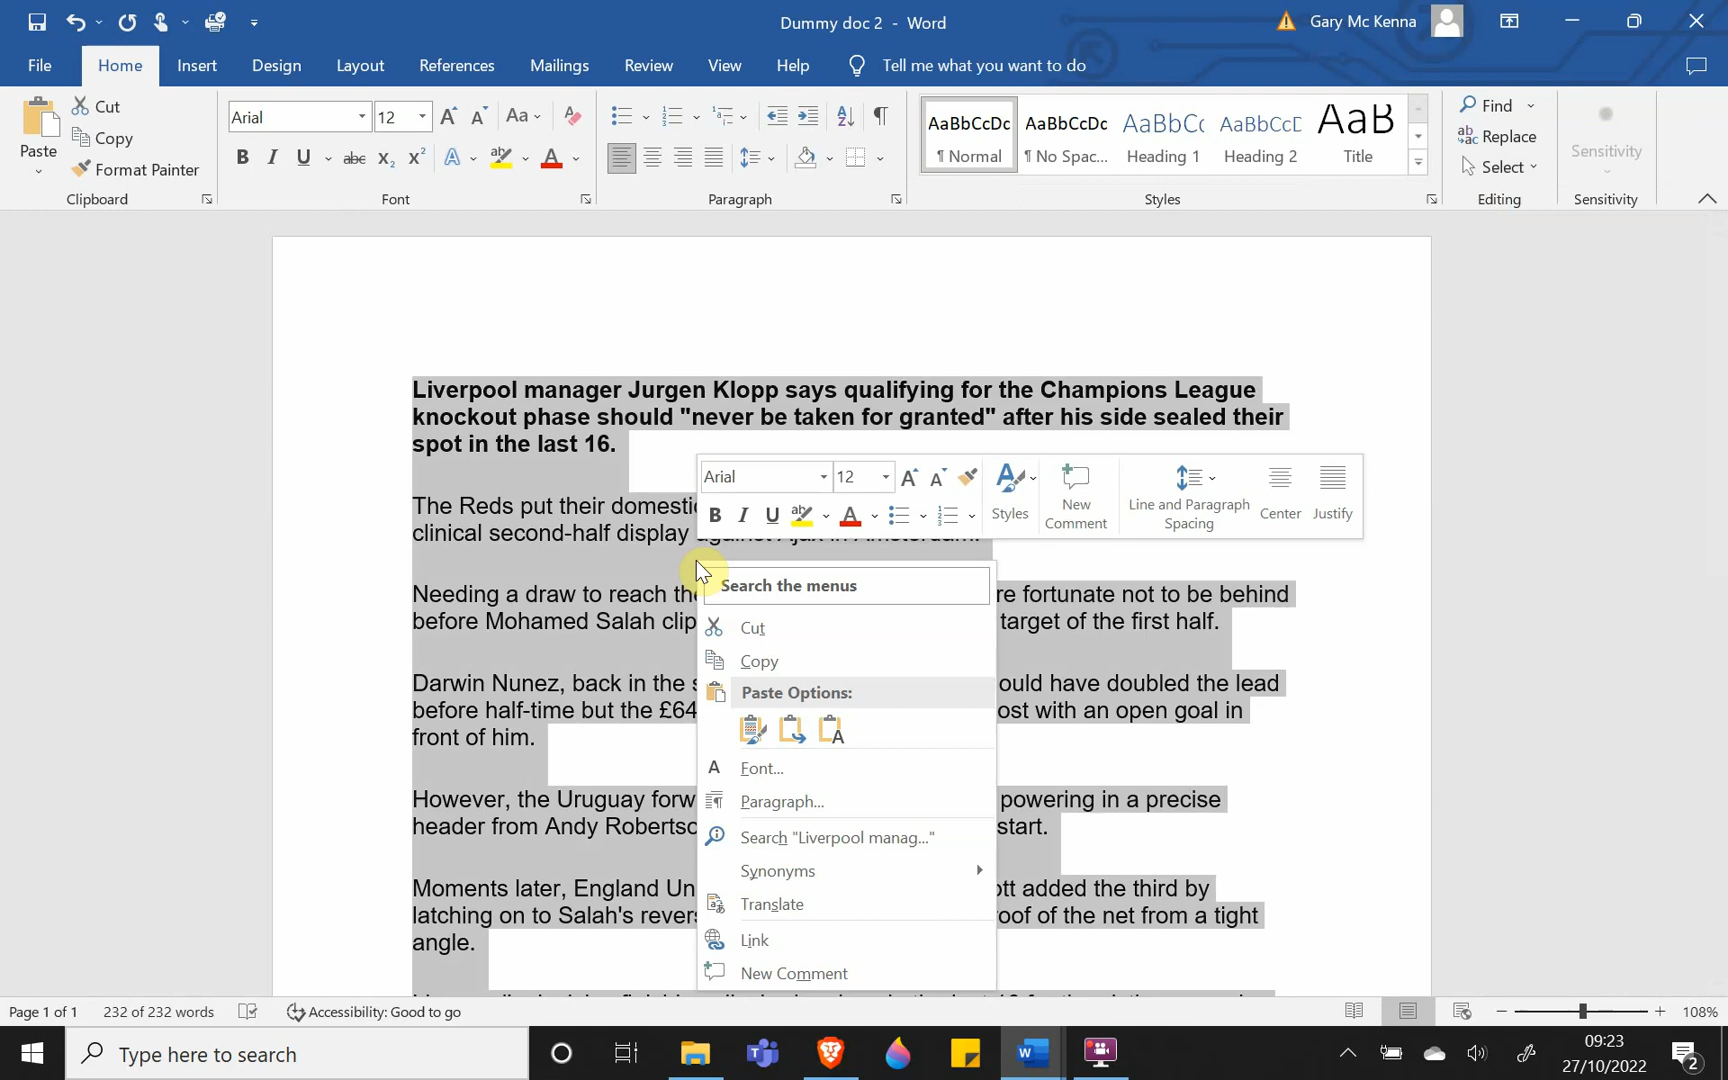 Dummy doc 2 - Word
Gary Mc Kenna
File Home Insert Design Layout References Mailings Review View Help Tell me what you want to do
Paste
Cut
Copy
Format Painter
Clipboard
Arial 12
Aa
B I U abc X₂ X²
Font
Paragraph
AaBbCcDc AaBbCcDc AaBbCc AaBbCcE AaB
¶ Normal ¶ No Spac... Heading 1 Heading 2 Title
Styles
Find
Replace
Select
Editing
Sensitivity
Sensitivity
Liverpool manager Jurgen Klopp says qualifying for the Champions League
knockout phase should "never be taken for granted" after his side sealed their
spot in the last 16.
The Reds put their domestic
clinical second-half display against Ajax in Amsterdam.
Needing a draw to reach the re fortunate not to be behind
before Mohamed Salah clip target of the first half.
Darwin Nunez, back in the s ould have doubled the lead
before half-time but the £64 ost with an open goal in
front of him.
However, the Uruguay forw powering in a precise
header from Andy Robertso start.
Moments later, England Un ott added the third by
latching on to Salah's revers oof of the net from a tight
angle.
Arial 12
B I U
Styles
New
Comment
Line and Paragraph
Spacing
Center
Justify
Search the menus
Cut
Copy
Paste Options:
Font...
Paragraph...
Search "Liverpool manag..."
Synonyms
Translate
Link
New Comment
Page 1 of 1 232 of 232 words Accessibility: Good to go 108%
Type here to search
09:23
27/10/2022
2